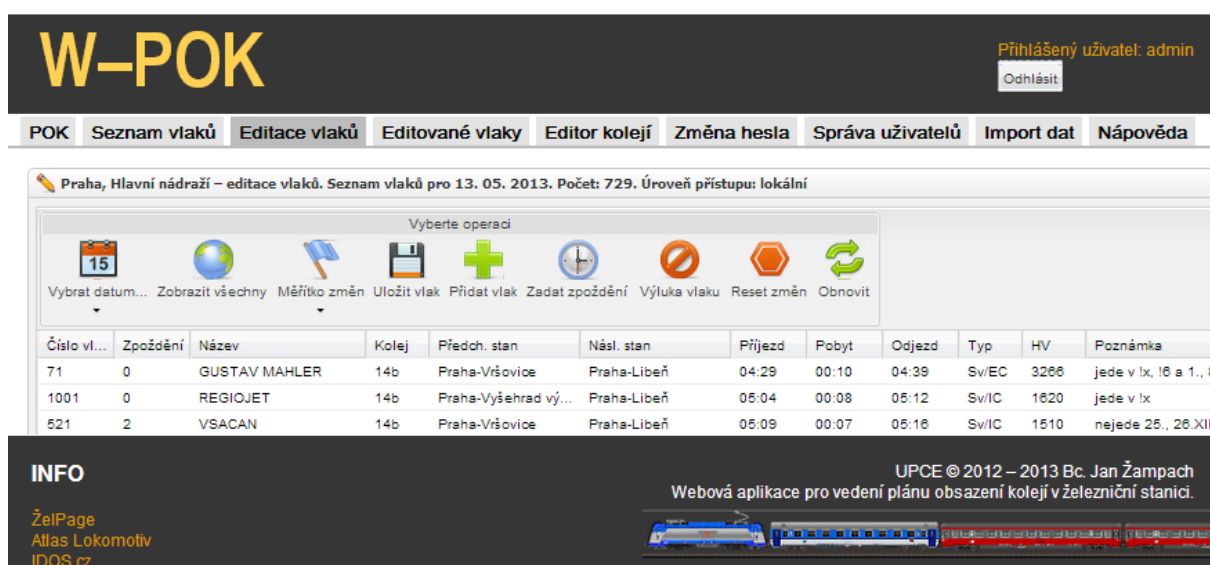 W–POK
Přihlášený uživatel: admin
Odhlásit
POK Seznam vlaků Editace vlaků Editované vlaky Editor kolejí Změna hesla Správa uživatelů Import dat Nápověda
Praha, Hlavní nádraží – editace vlaků. Seznam vlaků pro 13. 05. 2013. Počet: 729. Úroveň přístupu: lokální
Vyberte operaci
15
Vybrat datum... Zobrazit všechny Měřítko změn Uložit vlak Přidat vlak Zadat zpoždění Výluka vlaku Reset změn Obnovit
Číslo vl... Zpoždění Název Kolej Předch. stan Násl. stan Příjezd Pobyt Odjezd Typ HV Poznámka
71 0 GUSTAV MAHLER 14b Praha-Vršovice Praha-Libeň 04:29 00:10 04:39 Sv/EC 3266 jede v !x, !6 a 1.,
1001 0 REGIOJET 14b Praha-Vyšehrad vý... Praha-Libeň 05:04 00:08 05:12 Sv/IC 1620 jede v !x
521 2 VSACAN 14b Praha-Vršovice Praha-Libeň 05:09 00:07 05:16 Sv/IC 1510 nejede 25., 26.XII
INFO
UPCE © 2012 – 2013 Bc. Jan Žampach
Webová aplikace pro vedení plánu obsazení kolejí v železniční stanici.
ŽelPage
Atlas Lokomotiv
IDOS.cz